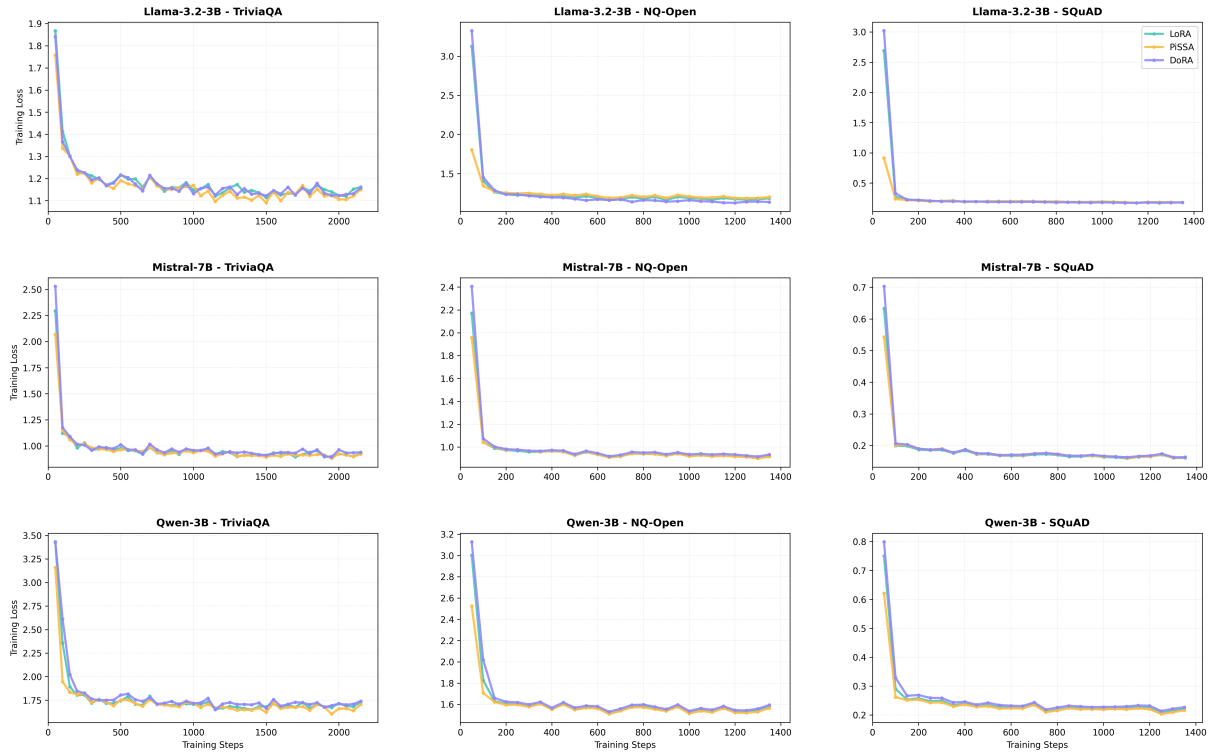 Llama-3.2-3B - TriviaQA
Llama-3.2-3B - NQ-Open
Llama-3.2-3B - SQuAD
1.9
1.8
1.7
1.6
1.5
1.4
1.3
1.2
1.1
Training Loss
0 500 1000 1500 2000
3.0
2.5
2.0
1.5
0 200 400 600 800 1000 1200 1400
3.0
2.5
2.0
1.5
1.0
0.5
0 200 400 600 800 1000 1200 1400
LoRA
PiSSA
DoRA
Mistral-7B - TriviaQA
Mistral-7B - NQ-Open
Mistral-7B - SQuAD
2.50
2.25
2.00
1.75
1.50
1.25
1.00
Training Loss
0 500 1000 1500 2000
2.4
2.2
2.0
1.8
1.6
1.4
1.2
1.0
0 200 400 600 800 1000 1200 1400
0.7
0.6
0.5
0.4
0.3
0.2
0 200 400 600 800 1000 1200 1400
Qwen-3B - TriviaQA
Qwen-3B - NQ-Open
Qwen-3B - SQuAD
3.50
3.25
3.00
2.75
2.50
2.25
2.00
1.75
Training Loss
0 500 1000 1500 2000
Training Steps
3.2
3.0
2.8
2.6
2.4
2.2
2.0
1.8
1.6
0 200 400 600 800 1000 1200 1400
Training Steps
0.8
0.7
0.6
0.5
0.4
0.3
0.2
0 200 400 600 800 1000 1200 1400
Training Steps